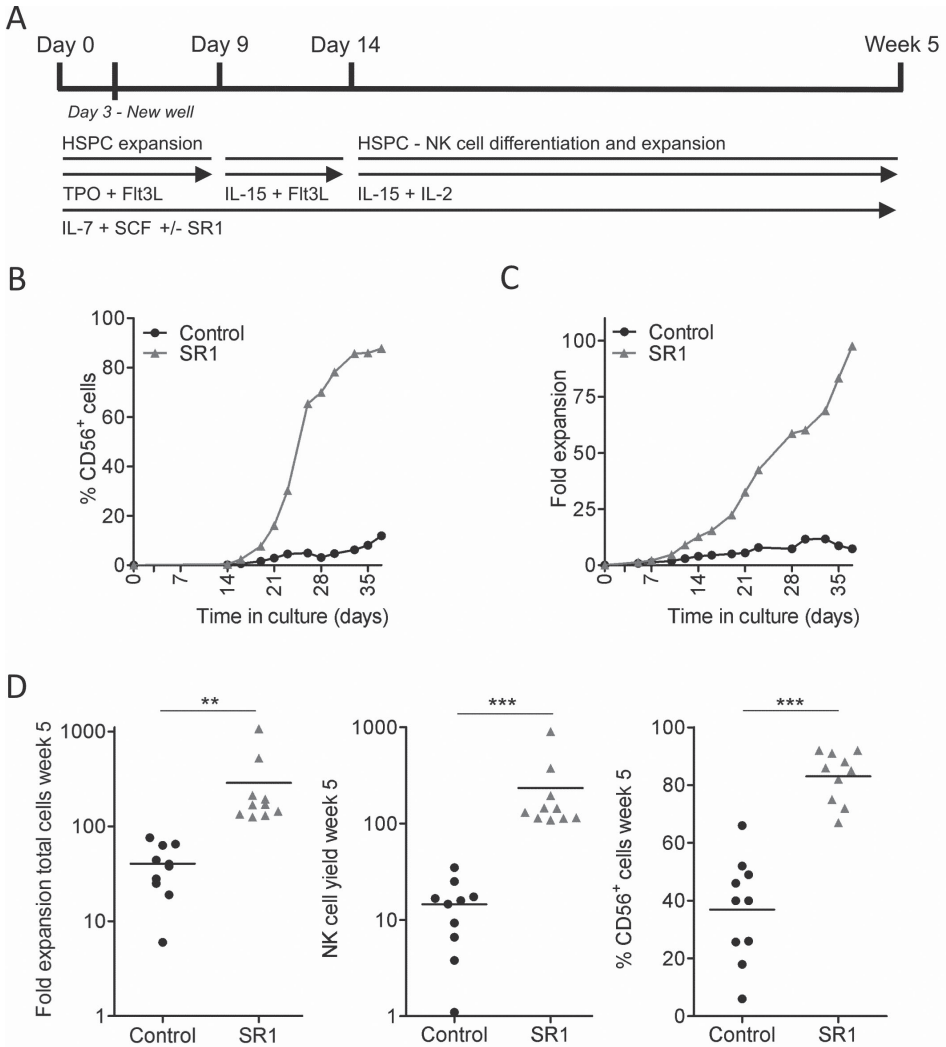 A
Day 0 Day 9 Day 14 Week 5
Day 3 - New well
HSPC expansion HSPC - NK cell differentiation and expansion
TPO + Flt3L IL-15 + Flt3L IL-15 + IL-2
IL-7 + SCF +/- SR1
B
% CD56+ cells
100
80
60
40
20
0
Control
SR1
0 7 14 21 28 35
Time in culture (days)
C
Fold expansion
100
75
50
25
0
Control
SR1
0 7 14 21 28 35
Time in culture (days)
D
Fold expansion total cells week 5
1000
100
10
1
**
Control SR1
NK cell yield week 5
1000
100
10
1
***
Control SR1
% CD56+ cells week 5
100
80
60
40
20
0
***
Control SR1